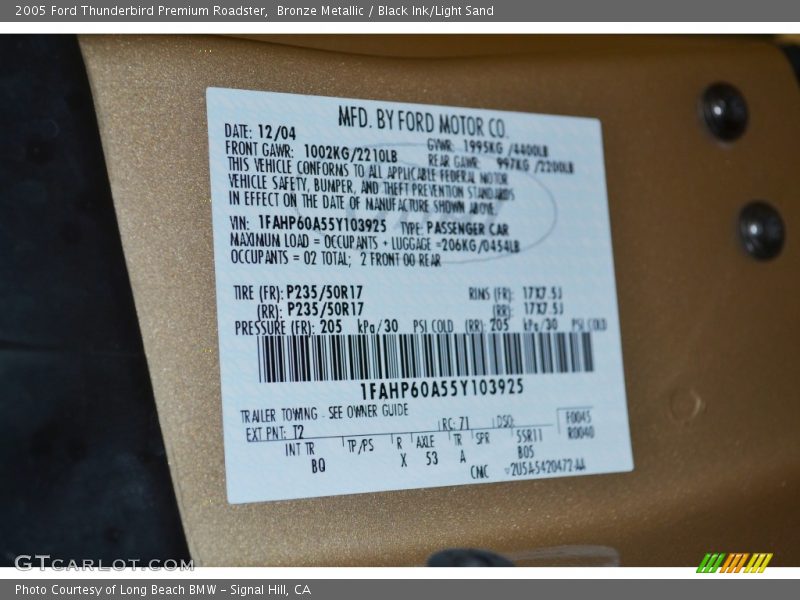 2005 Ford Thunderbird Premium Roadster,  Bronze Metallic / Black Ink/Light Sand
MFD. BY FORD MOTOR CO.
DATE: 12/04 GVWR: 1995KG /4400LB
FRONT GAWR: 1002KG/2210LB REAR GAWR: 997KG /2200LB
THIS VEHICLE CONFORMS TO ALL APPLICABLE FEDERAL MOTOR
VEHICLE SAFETY, BUMPER, AND THEFT PREVENTION STANDARDS
IN EFFECT ON THE DATE OF MANUFACTURE SHOWN ABOVE.
VIN: 1FAHP60A55Y103925 TYPE: PASSENGER CAR
MAXIMUM LOAD = OCCUPANTS + LUGGAGE =206KG/0454LB
OCCUPANTS = 02 TOTAL; 2 FRONT 00 REAR
TIRE (FR): P235/50R17 RIMS (FR): 17X7.5J
(RR): P235/50R17 (RR): 17X7.5J
PRESSURE (FR): 205 kPa/30 PSI COLD (RR): 205 kPa/30 PSI COLD
1FAHP60A55Y103925
TRAILER TOWING - SEE OWNER GUIDE
EXT PNT: T2 RC: 71 DSO: F0045
INT TR TP/PS R AXLE TR SPR 5SR11 R0040
BQ X 53 A B05
CNC 2U5A-5420472-AA
GTCARLOT.COM
Photo Courtesy of Long Beach BMW – Signal Hill, CA